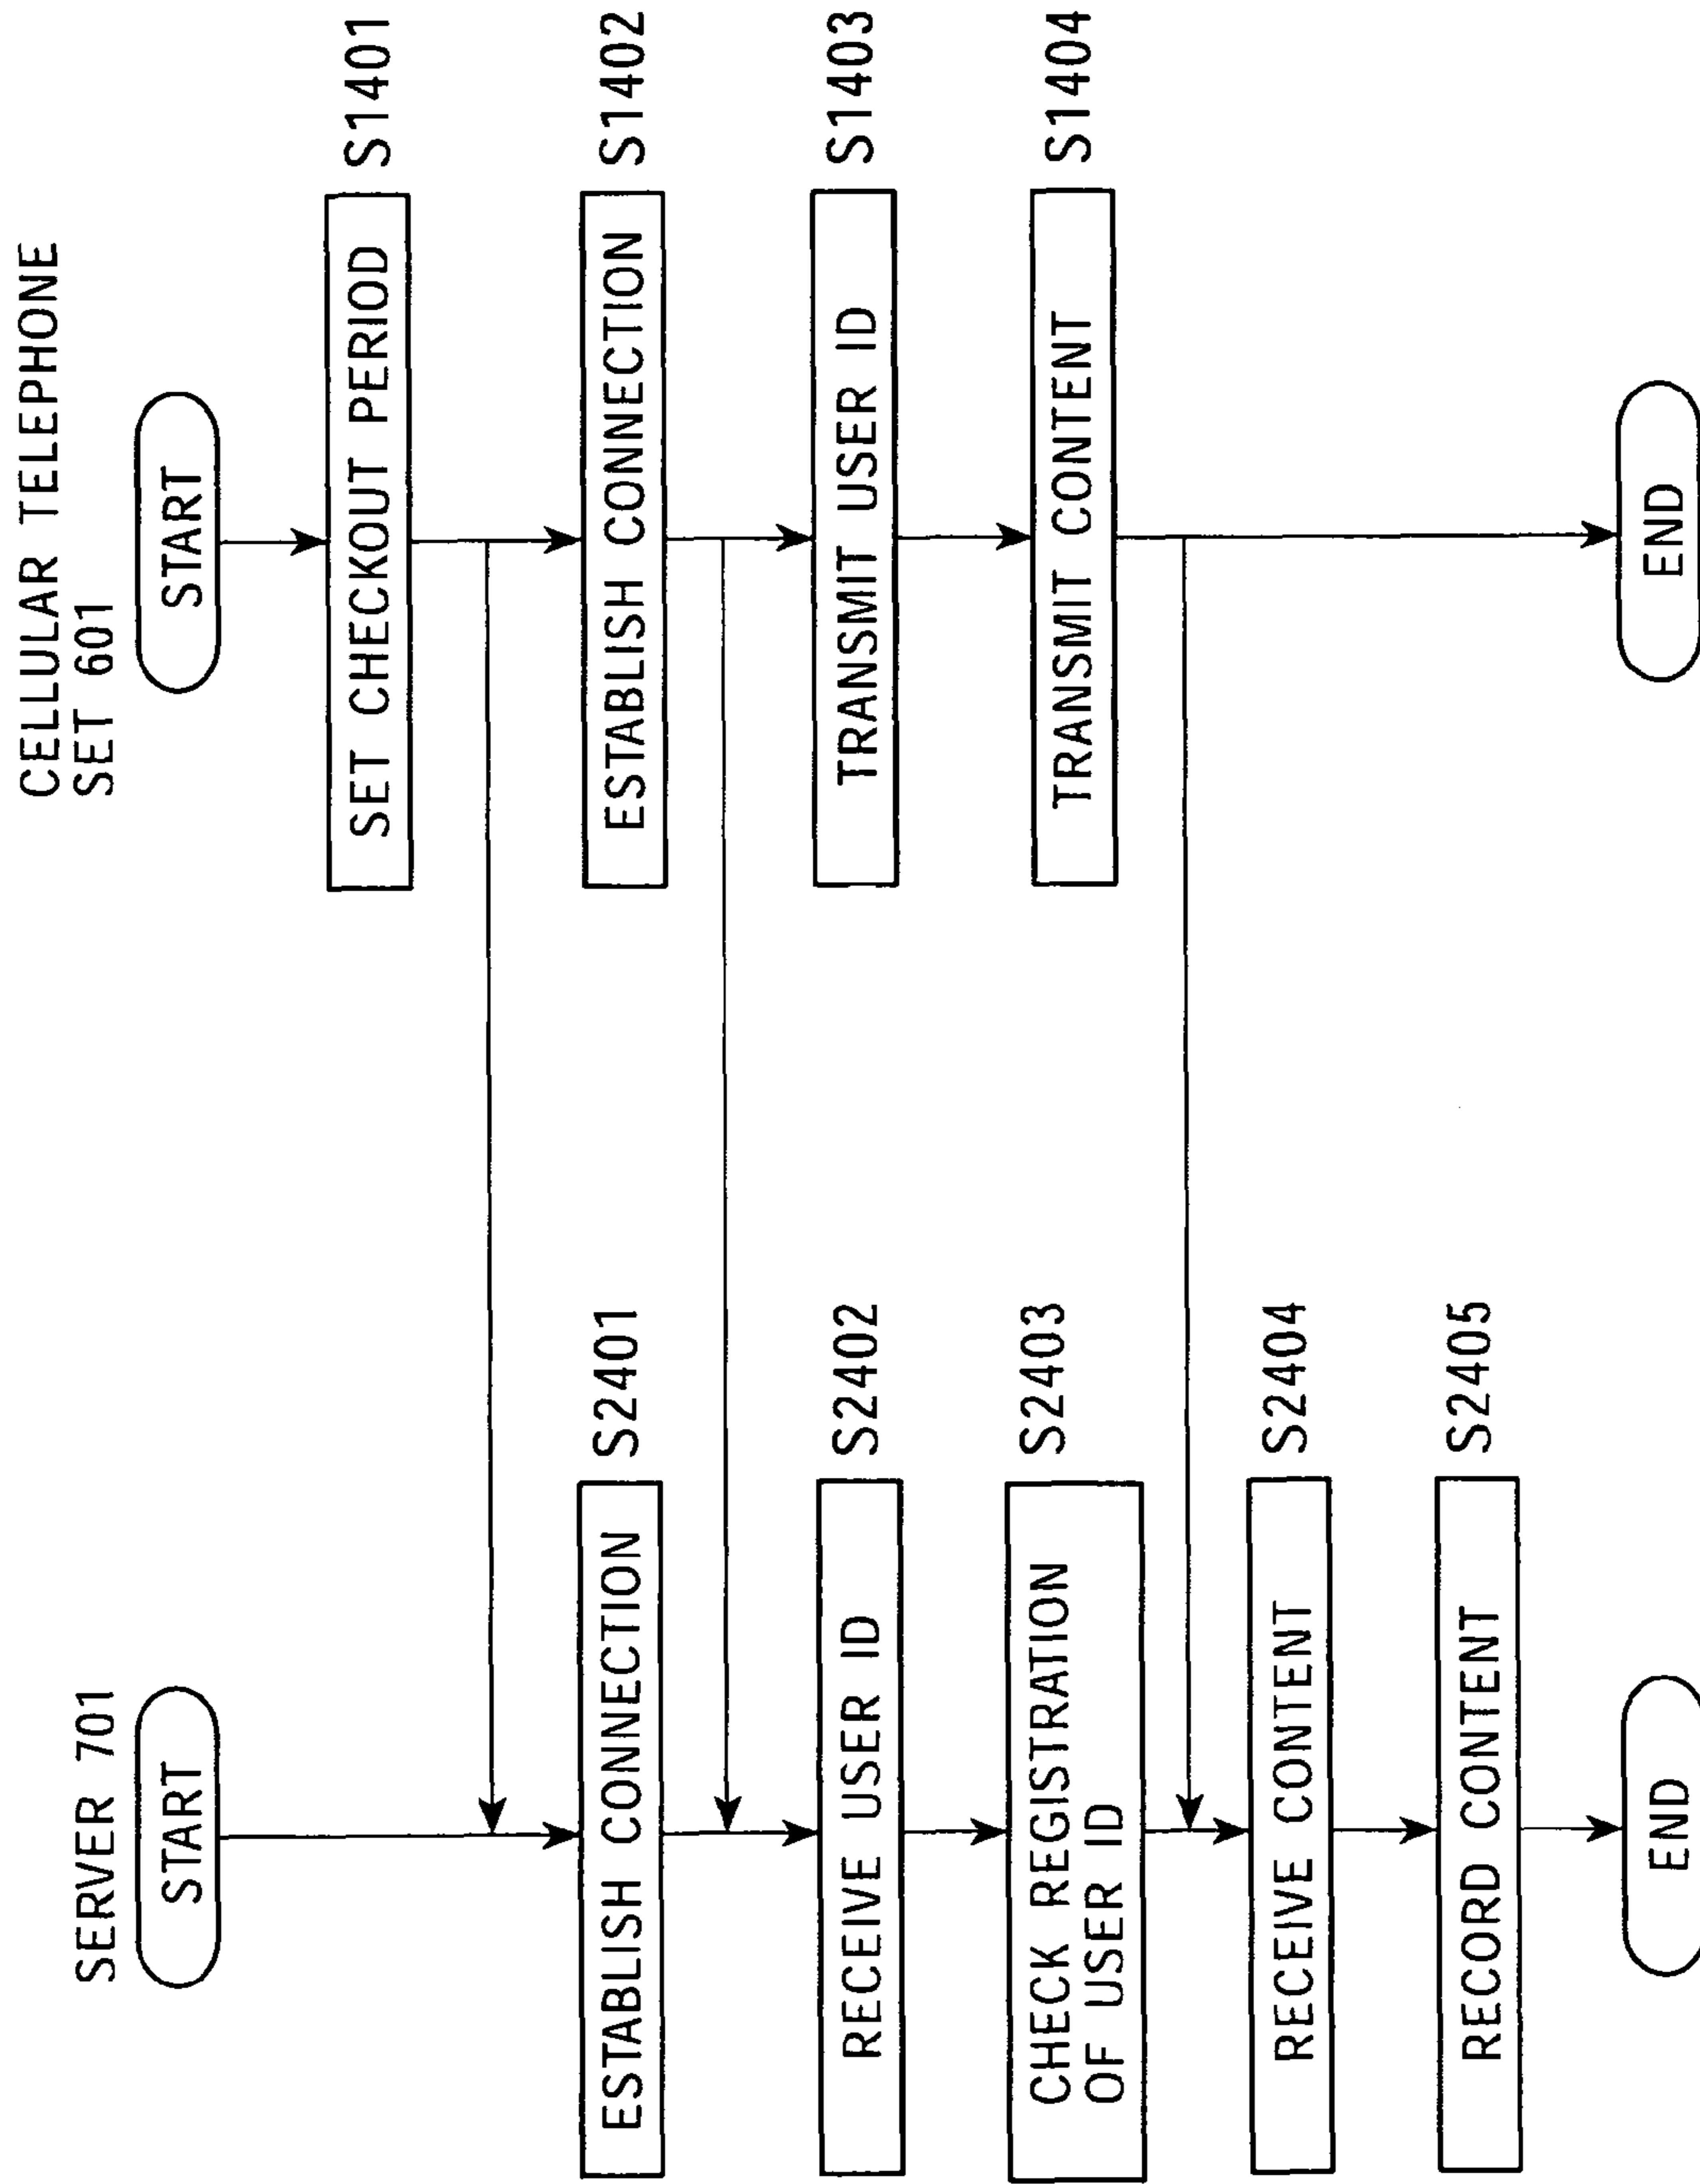 SERVER 701
START
ESTABLISH CONNECTION
S2401
RECEIVE USER ID
S2402
CHECK REGISTRATION
OF USER ID
S2403
RECEIVE CONTENT
S2404
RECORD CONTENT
S2405
END
CELLULAR TELEPHONE
SET 601
START
SET CHECKOUT PERIOD
S1401
ESTABLISH CONNECTION
S1402
TRANSMIT USER ID
S1403
TRANSMIT CONTENT
S1404
END